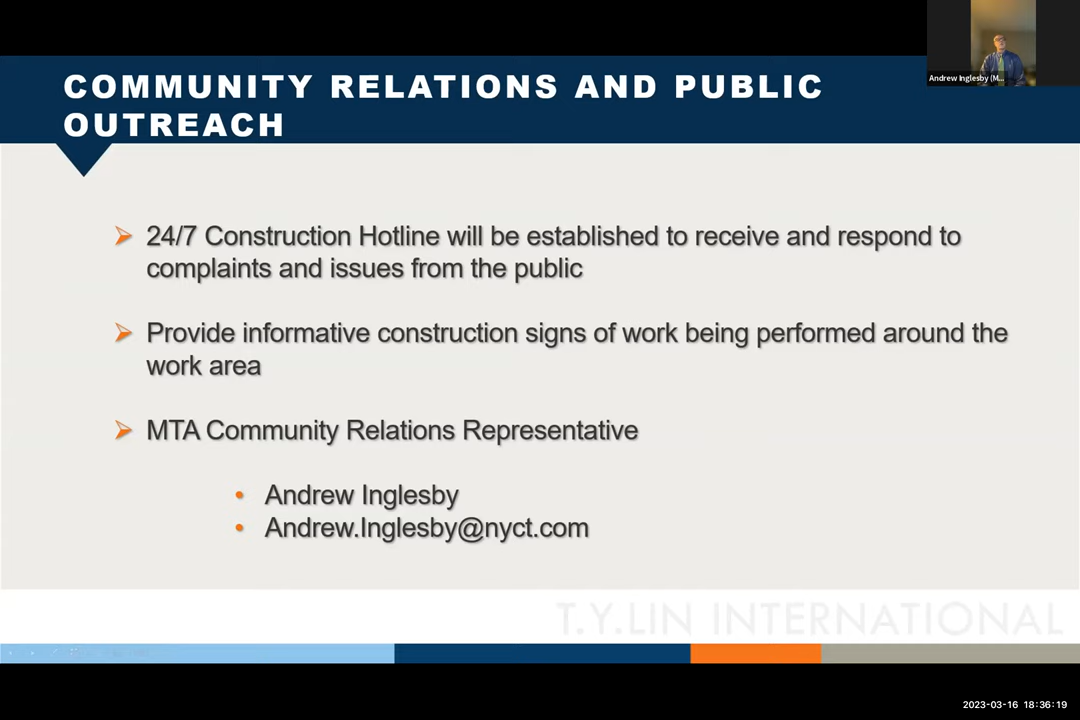 Andrew Inglesby (M...
COMMUNITY RELATIONS AND PUBLIC
OUTREACH
24/7 Construction Hotline will be established to receive and respond to
complaints and issues from the public
Provide informative construction signs of work being performed around the
work area
MTA Community Relations Representative
Andrew Inglesby
Andrew.Inglesby@nyct.com
T.Y.LIN INTERNATIONAL
2023-03-16 18:36:19